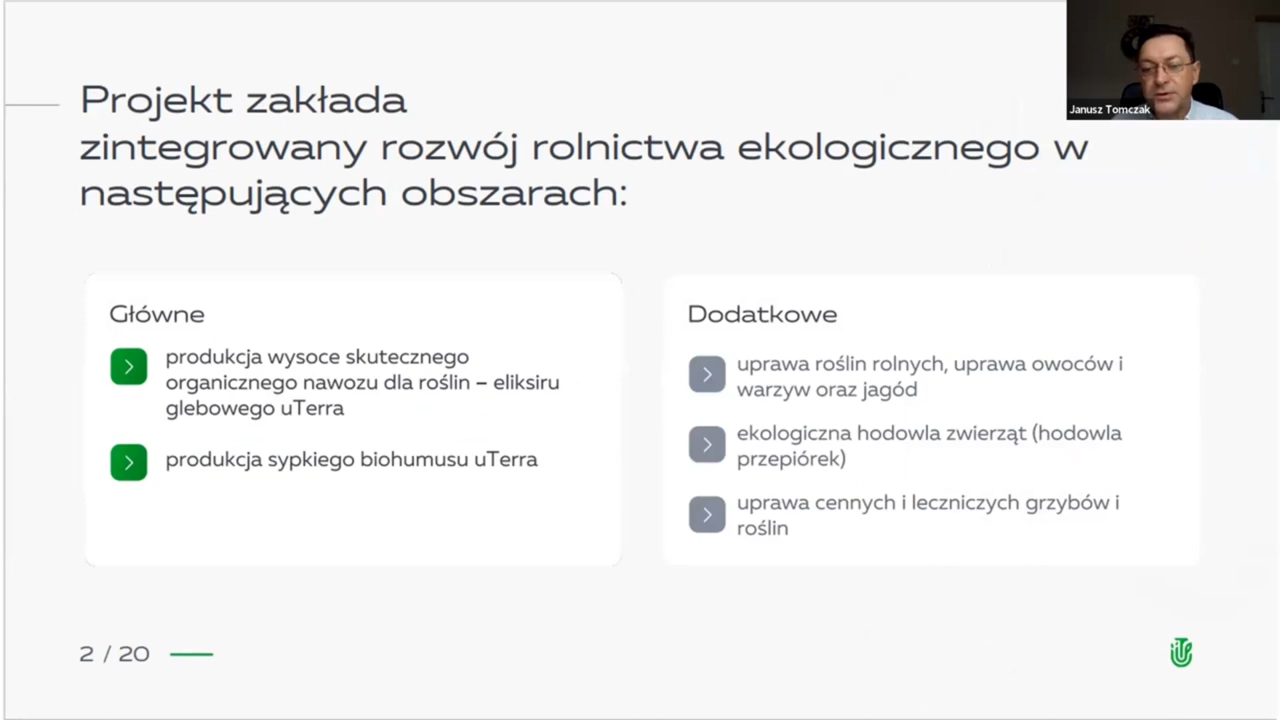 Projekt zakłada
zintegrowany rozwój rolnictwa ekologicznego w
następujących obszarach:
Janusz Tomczak
Główne
produkcja wysoce skutecznego
organicznego nawozu dla roślin – eliksiru
glebowego uTerra
produkcja sypkiego biohumusu uTerra
Dodatkowe
uprawa roślin rolnych, uprawa owoców i
warzyw oraz jagód
ekologiczna hodowla zwierząt (hodowla
przepiórek)
uprawa cennych i leczniczych grzybów i
roślin
2 / 20